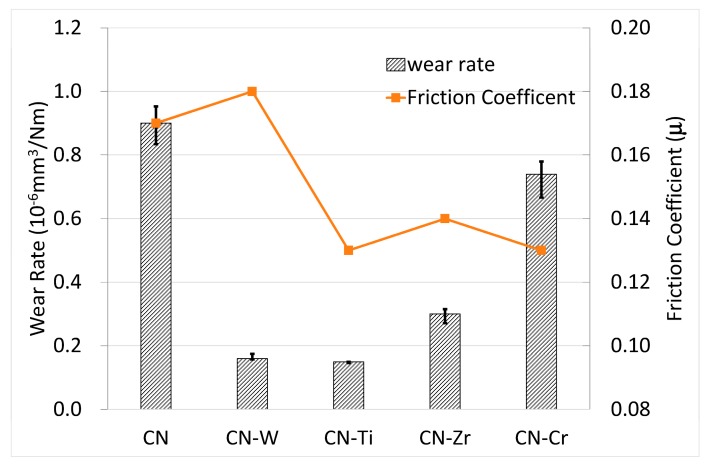 1.2
1.0
0.8
0.6
0.4
0.2
0.0
Wear Rate (10⁻⁶mm³/Nm)
wear rate
Friction Coefficent
0.20
0.18
0.16
0.14
0.12
0.10
0.08
Friction Coefficient (μ)
CN CN-W CN-Ti CN-Zr CN-Cr